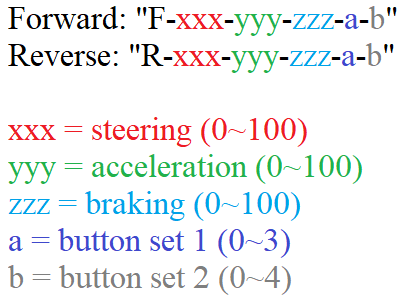 Forward: "F-xxx-yyy-zzz-a-b"
Reverse: "R-xxx-yyy-zzz-a-b"
xxx = steering (0~100)
yyy = acceleration (0~100)
zzz = braking (0~100)
a = button set 1 (0~3)
b = button set 2 (0~4)